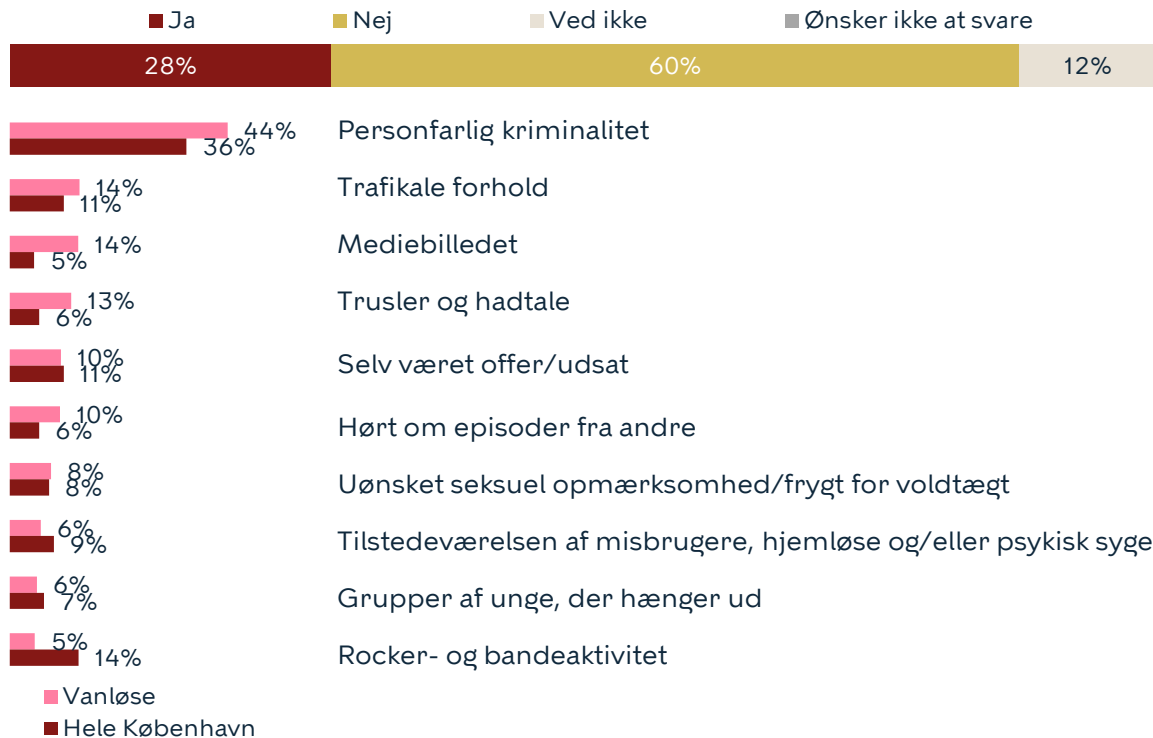 Ja Nej Ved ikke Ønsker ikke at svare
28% 60% 12%
44% Personfarlig kriminalitet
36%
14% Trafikale forhold
11%
14% Mediebilledet
5%
13% Trusler og hadtale
6%
10% Selv været offer/udsat
11%
10% Hørt om episoder fra andre
6%
8% Uønsket seksuel opmærksomhed/frygt for voldtægt
8%
6% Tilstedeværelsen af misbrugere, hjemløse og/eller psykisk syge
9%
6% Grupper af unge, der hænger ud
7%
5% Rocker- og bandeaktivitet
14%
Vanløse
Hele København